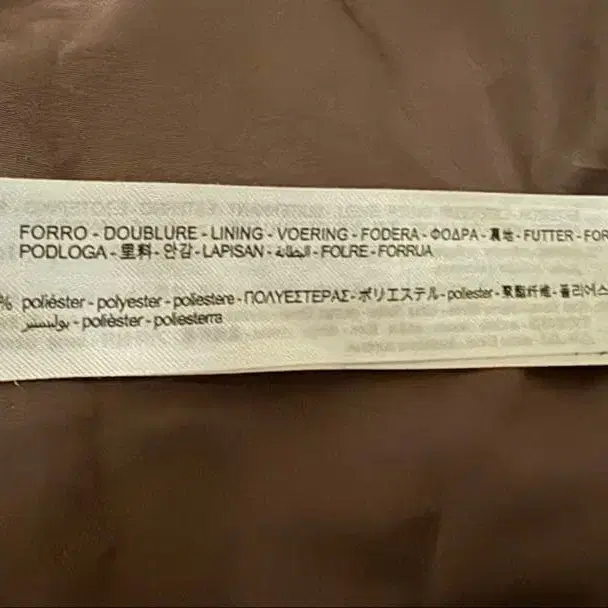 FORRO - DOUBLURE - LINING - VOERING - FODERA - ΦΟΔΡΑ - 裏地 - FUTTER - FOR
PODLOGA - 里料 - 안감 - LAPISAN - البطانة - FOLRE - FORRUA
% poliéster - polyester - poliestere - ΠΟΛΥΕΣΤΕΡΑΣ - ポリエステル - poliester - 聚酯纤维 - 폴리에스
بوليستير - polièster - poliesterra